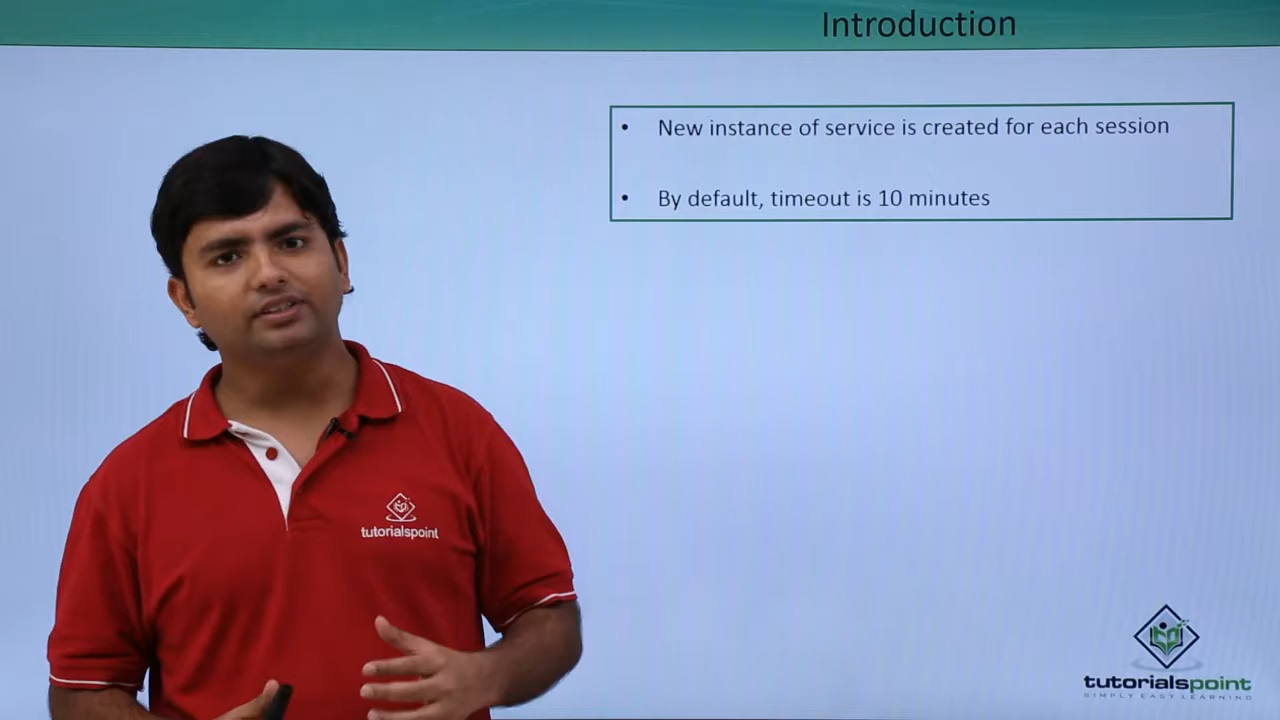 Introduction
• New instance of service is created for each session
• By default, timeout is 10 minutes
tutorialspoint
tutorialspoint
SIMPLY EASY LEARNING